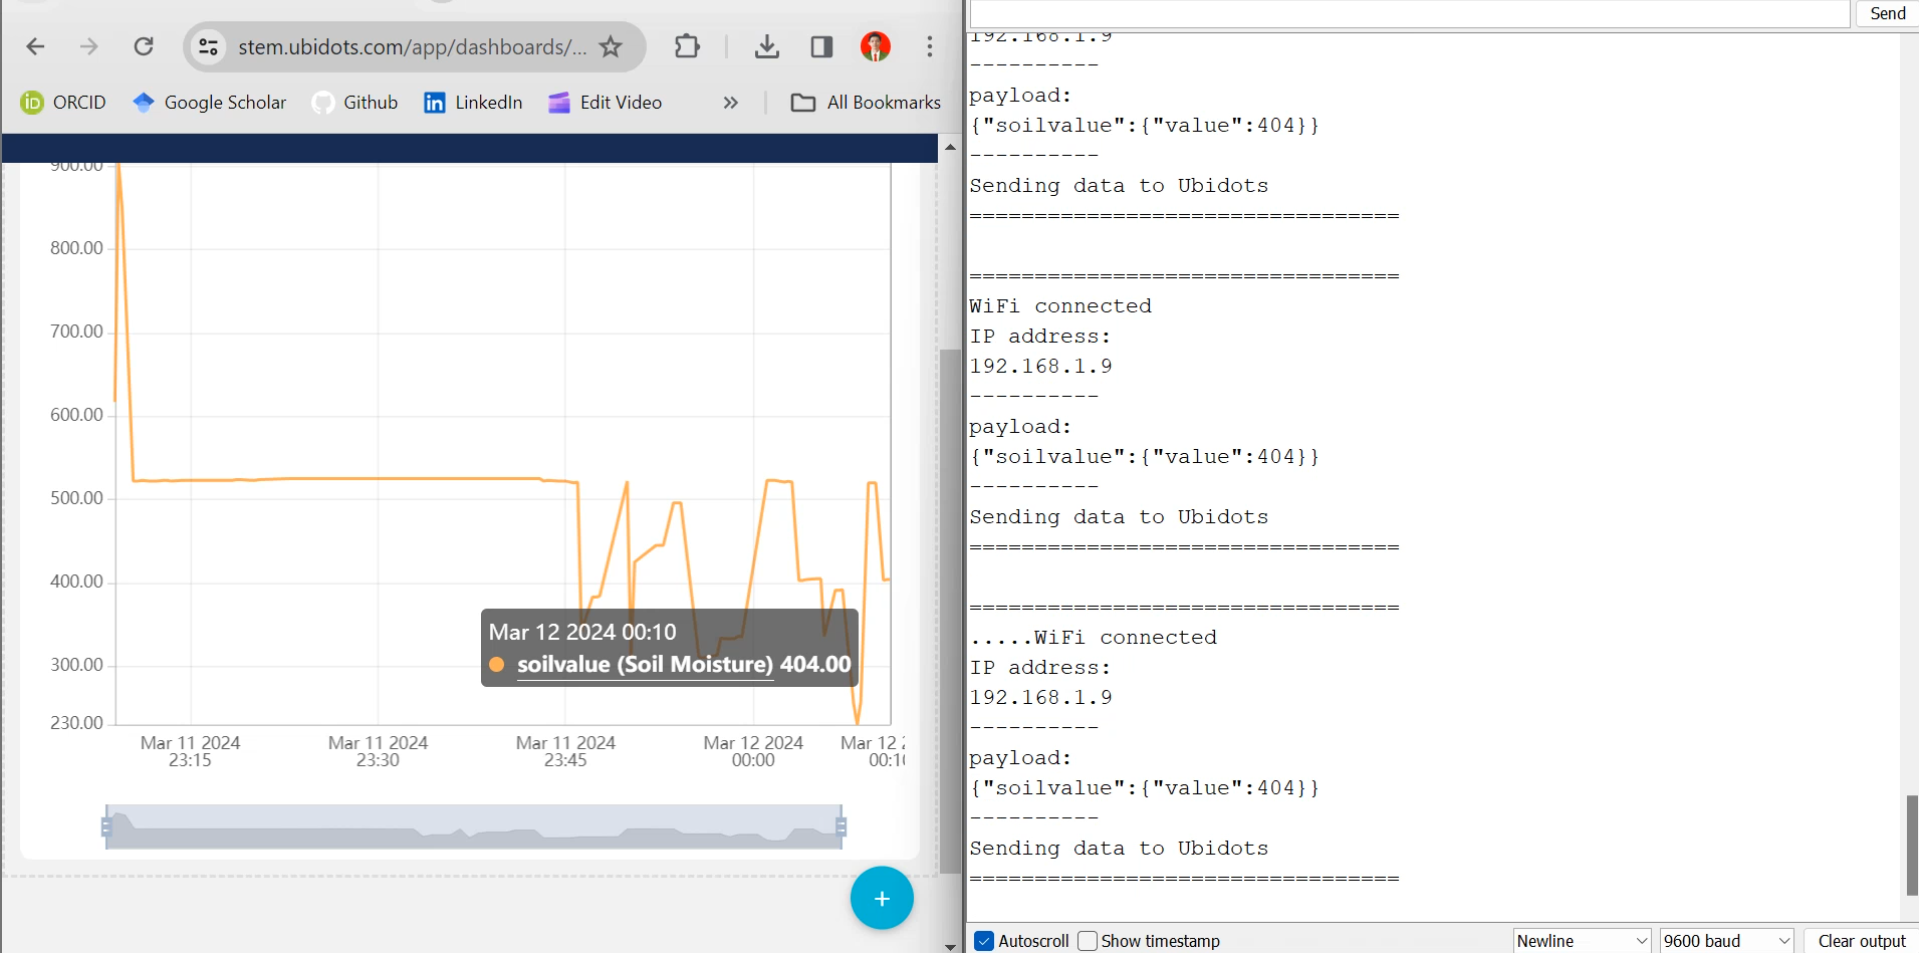 stem.ubidots.com/app/dashboards/...
ORCID
Google Scholar
Github
LinkedIn
Edit Video
»
All Bookmarks
900.00
800.00
700.00
600.00
500.00
400.00
300.00
230.00
Mar 12 2024 00:10
soilvalue (Soil Moisture) 404.00
Mar 11 2024
23:15
Mar 11 2024
23:30
Mar 11 2024
23:45
Mar 12 2024
00:00
Mar 12
00:10
+
Send
192.168.1.9
----------
payload:
{"soilvalue":{"value":404}}
----------
Sending data to Ubidots
=================================
=================================
WiFi connected
IP address:
192.168.1.9
----------
payload:
{"soilvalue":{"value":404}}
----------
Sending data to Ubidots
=================================
=================================
.....WiFi connected
IP address:
192.168.1.9
----------
payload:
{"soilvalue":{"value":404}}
----------
Sending data to Ubidots
=================================
Autoscroll
Show timestamp
Newline
9600 baud
Clear output